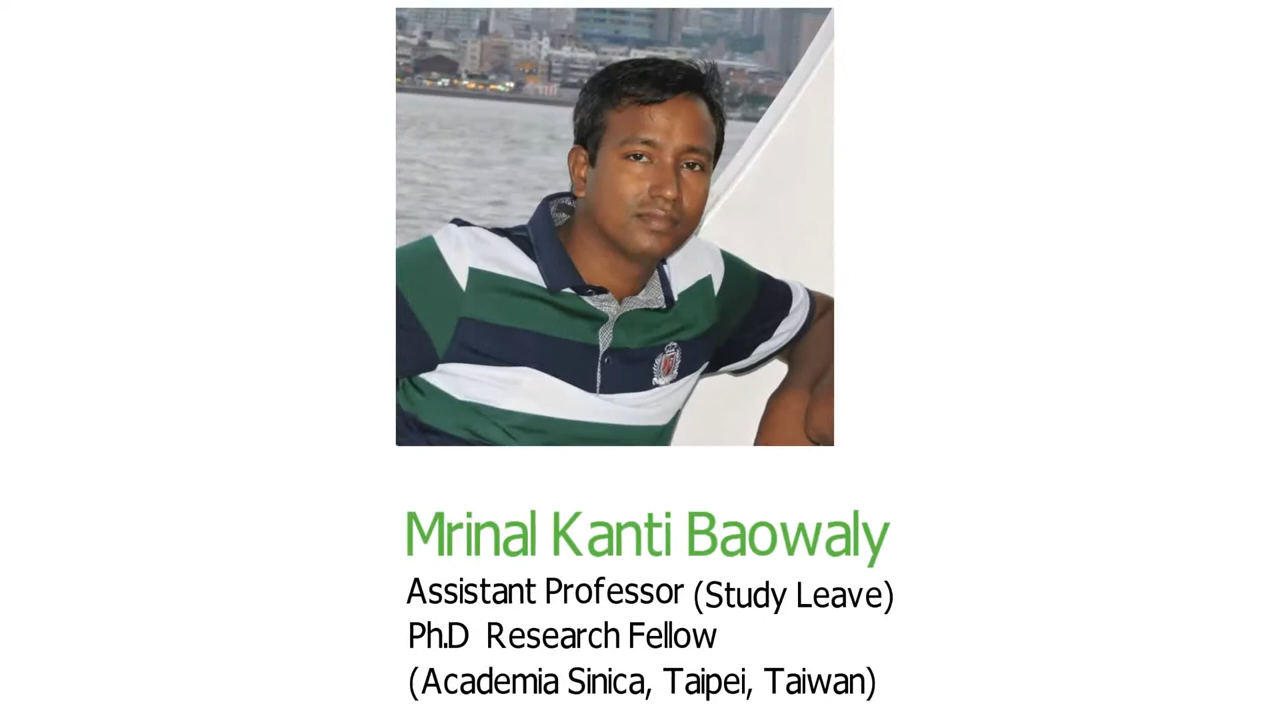 Mrinal Kanti Baowaly
Assistant Professor (Study Leave)
Ph.D Research Fellow
(Academia Sinica, Taipei, Taiwan)